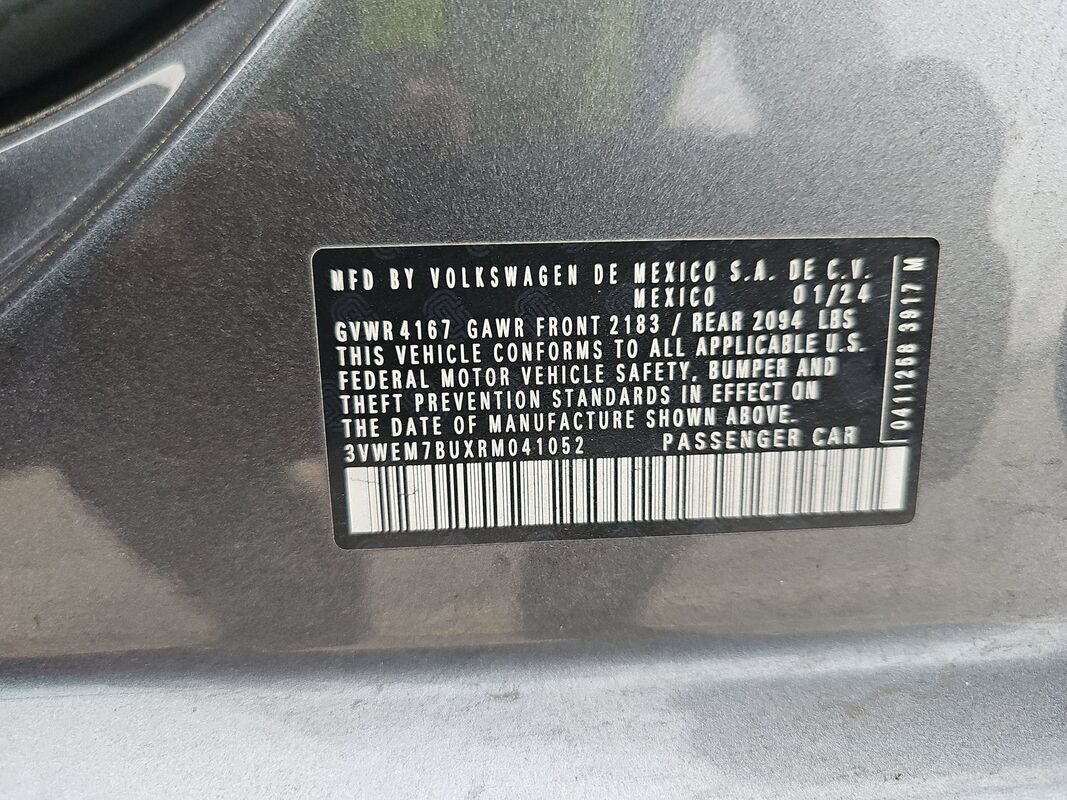 MFD BY VOLKSWAGEN DE MEXICO S.A. DE C.V.
MEXICO 01/24
GVWR 4167 GAWR FRONT 2183 / REAR 2094 LBS
THIS VEHICLE CONFORMS TO ALL APPLICABLE U.S.
FEDERAL MOTOR VEHICLE SAFETY, BUMPER AND
THEFT PREVENTION STANDARDS IN EFFECT ON
THE DATE OF MANUFACTURE SHOWN ABOVE.
3VWEM7BUXRM041052 PASSENGER CAR
0411268 3917 M